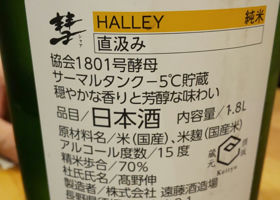 彗 HALLEY 純米
直汲み
協会1801号酵母
サーマルタンク－5℃貯蔵
穏やかな香りと芳醇な味わい
品目／日本酒 内容量／1.8L
原材料名／米(国産)、米麹(国産米)
アルコール度数／15度
精米歩合／70%
杜氏氏名／髙野伸
製造者／株式会社 遠藤酒造場
蔵元